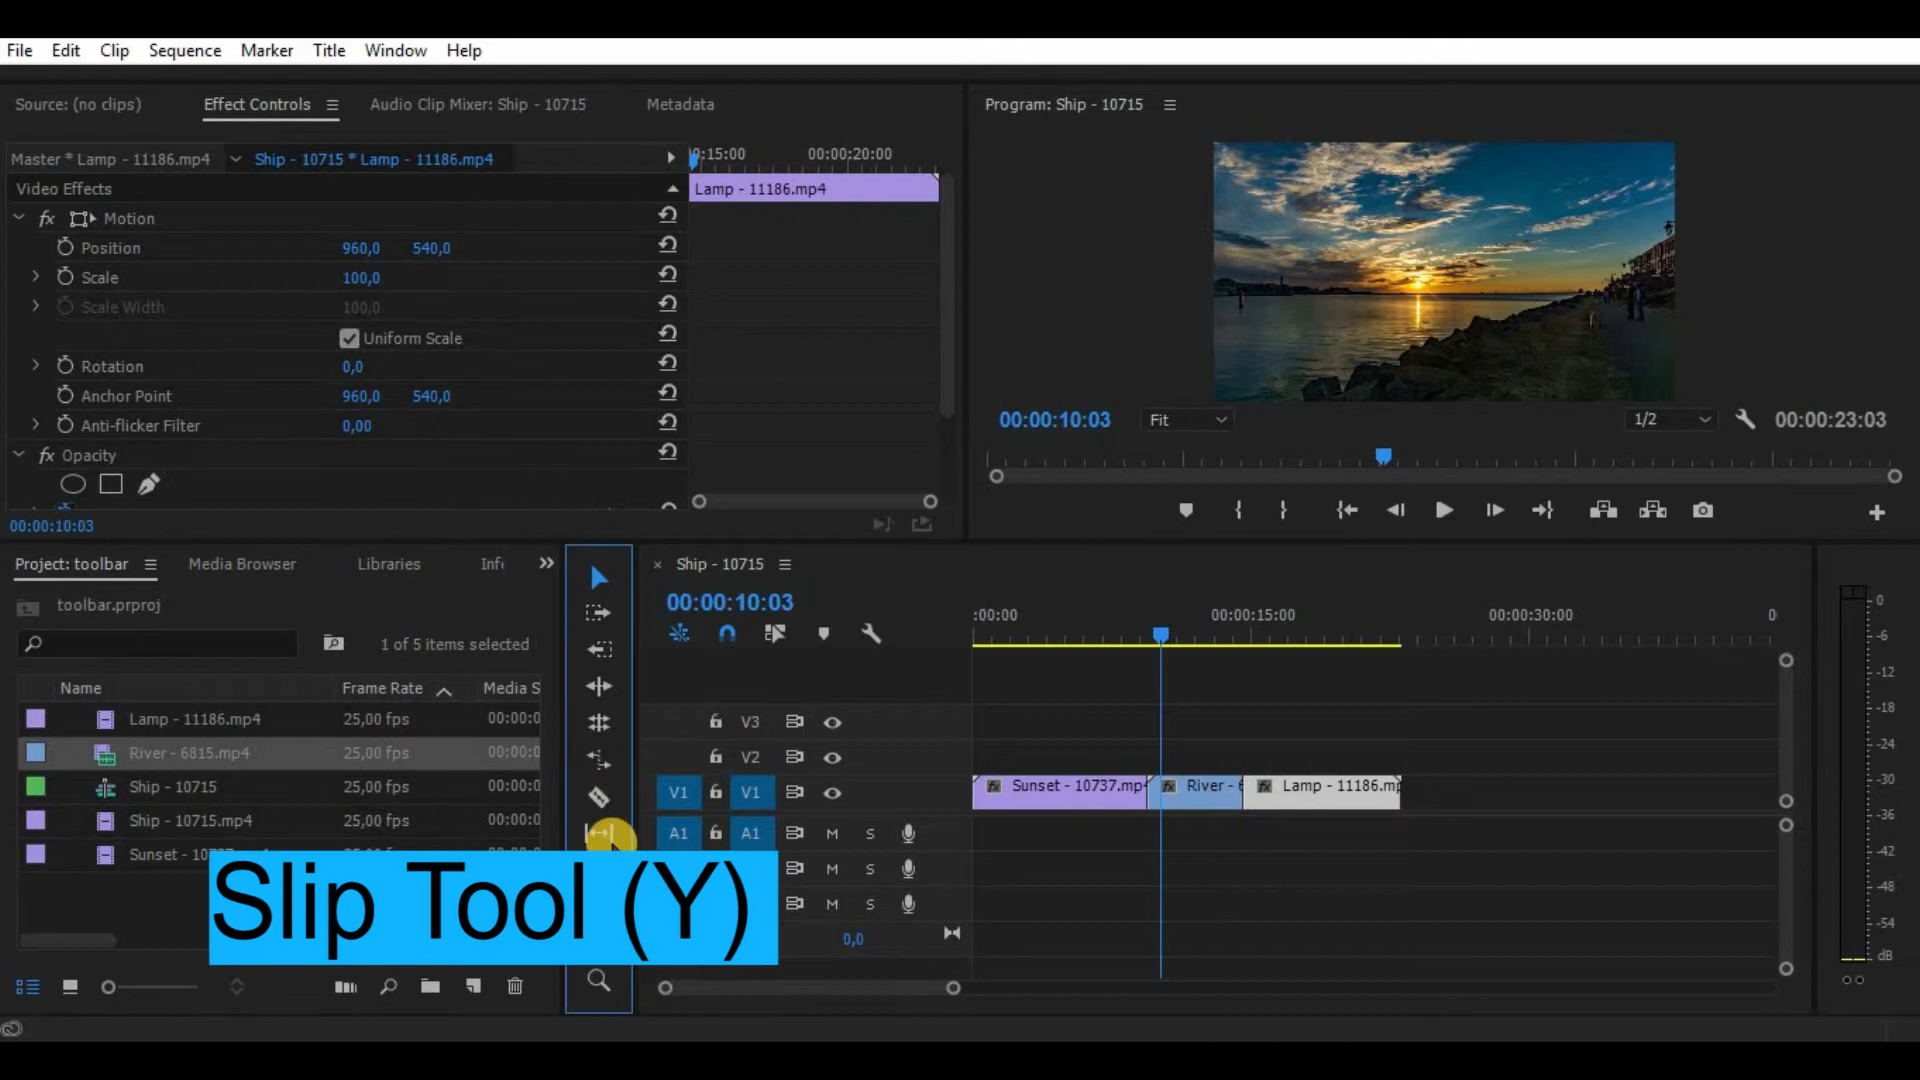 File Edit Clip Sequence Marker Title Window Help
Source: (no clips) Effect Controls Audio Clip Mixer: Ship - 10715 Metadata
Program: Ship - 10715
Master * Lamp - 11186.mp4 Ship - 10715 * Lamp - 11186.mp4
:15:00 00:00:20:00
Video Effects
Lamp - 11186.mp4
fx Motion
Position 960,0 540,0
Scale 100,0
Scale Width 100,0
Uniform Scale
Rotation 0,0
Anchor Point 960,0 540,0
Anti-flicker Filter 0,00
fx Opacity
00:00:10:03
00:00:10:03 Fit 1/2 00:00:23:03
Project: toolbar Media Browser Libraries Info
toolbar.prproj
1 of 5 items selected
Name Frame Rate Media S
Lamp - 11186.mp4 25,00 fps 00:00:0
River - 6815.mp4 25,00 fps 00:00:0
Ship - 10715 25,00 fps 00:00:0
Ship - 10715.mp4 25,00 fps 00:00:0
Sunset - 10
Slip Tool (Y)
Ship - 10715
00:00:10:03
:00:00 00:00:15:00 00:00:30:00 0
V3
V2
V1 V1
fx Sunset - 10737.mp4 fx River - 6 fx Lamp - 11186.mp
A1 A1 M S
M S
M S
0,0
0
-6
-12
-18
-24
-30
-36
-42
-48
-54
dB